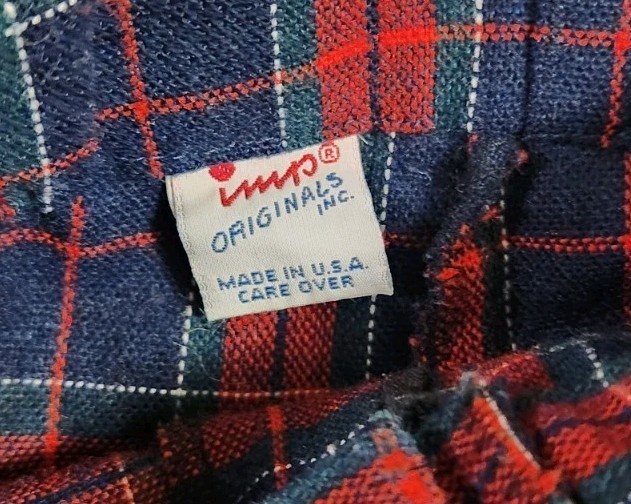 imp®
ORIGINALS
INC.
MADE IN U.S.A.
CARE OVER